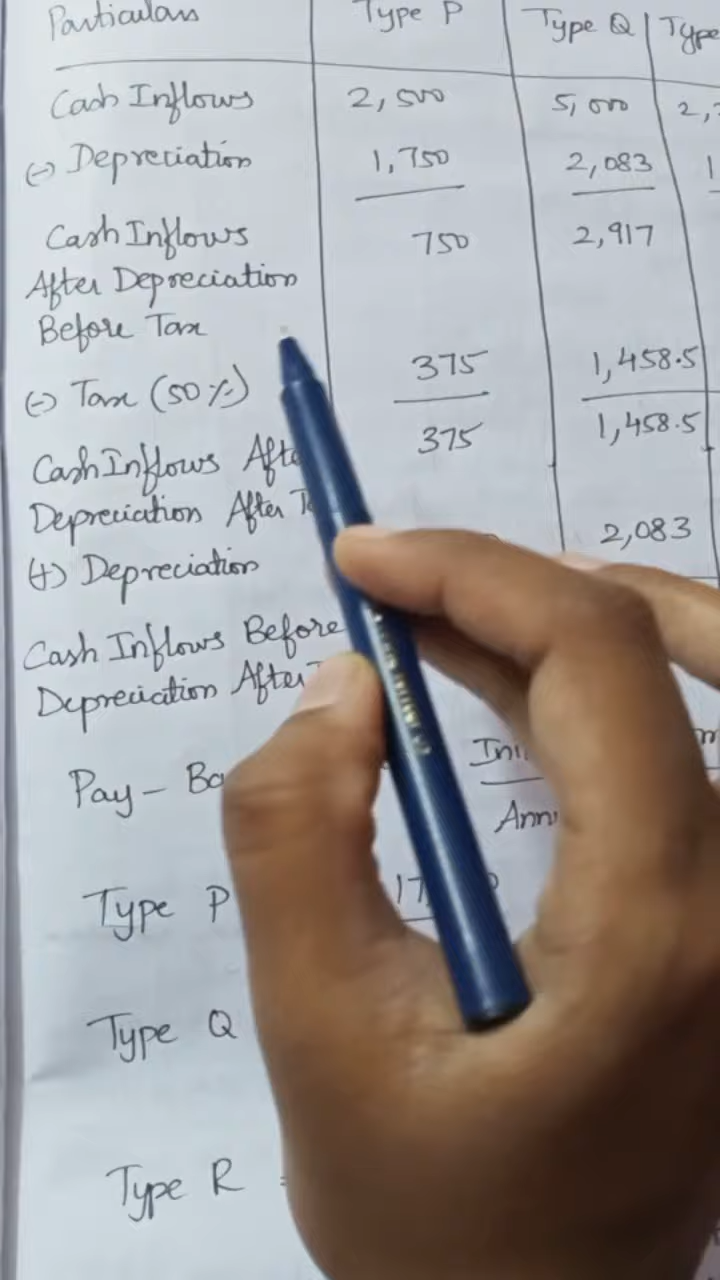 Particulars Type P Type Q Type
Cash Inflows 2,500 5,000
(-) Depreciation 1,750 2,083
Cash Inflows 750 2,917
After Depreciation
Before Tax
(-) Tax (50%) 375 1,458.5
Cash Inflows 375 1,458.5
Depreciation After
(+) Depreciation 2,083
Cash Inflows Before
Depreciation After
Pay-
Type P
Type Q
Type R